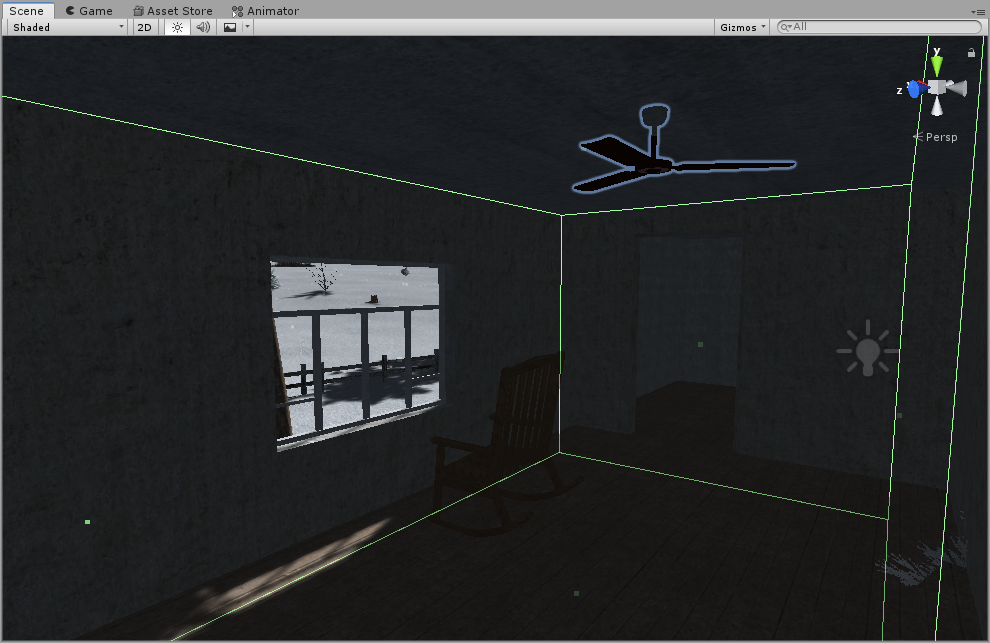 Scene Game Asset Store Animator
Shaded 2D Gizmos All
y
z
Persp